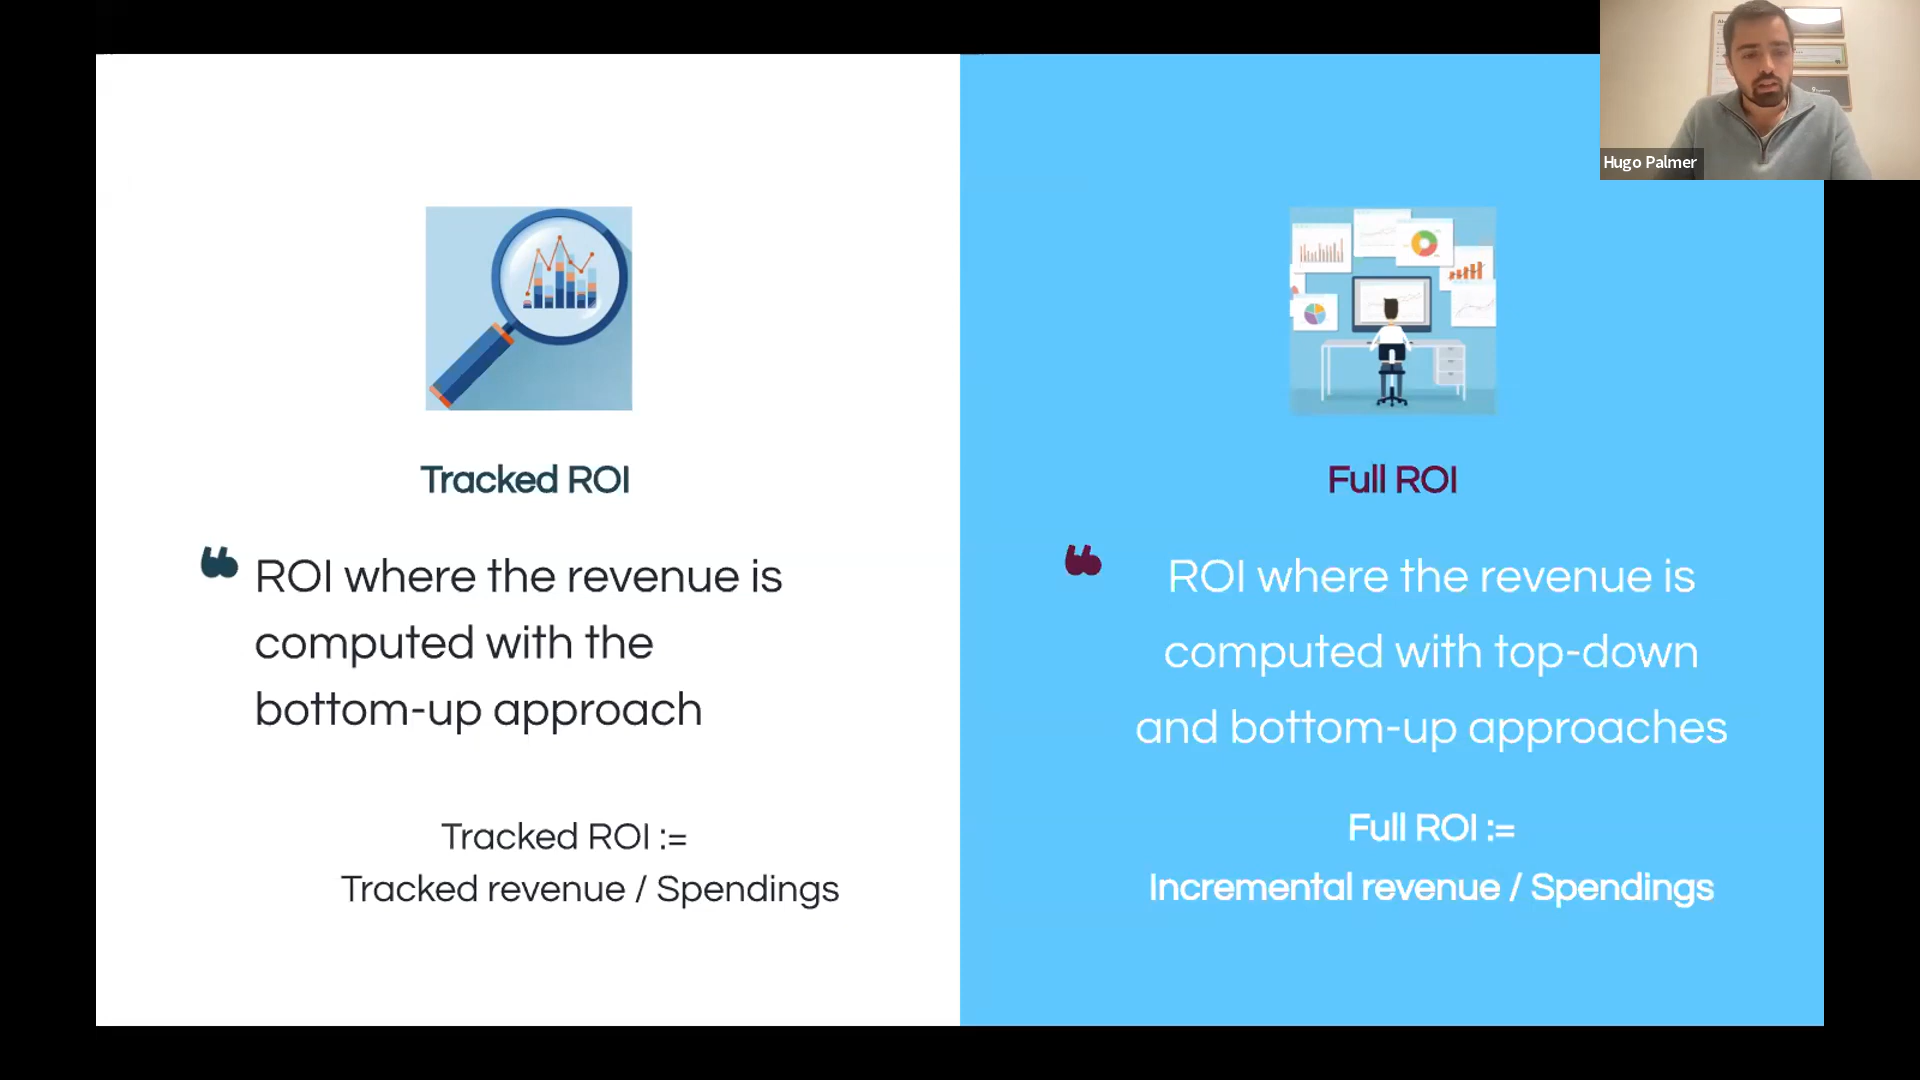 Hugo Palmer
Tracked ROI
❝ ROI where the revenue is
computed with the
bottom-up approach
Tracked ROI :=
Tracked revenue / Spendings
Full ROI
❝ ROI where the revenue is
computed with top-down
and bottom-up approaches
Full ROI :=
Incremental revenue / Spendings